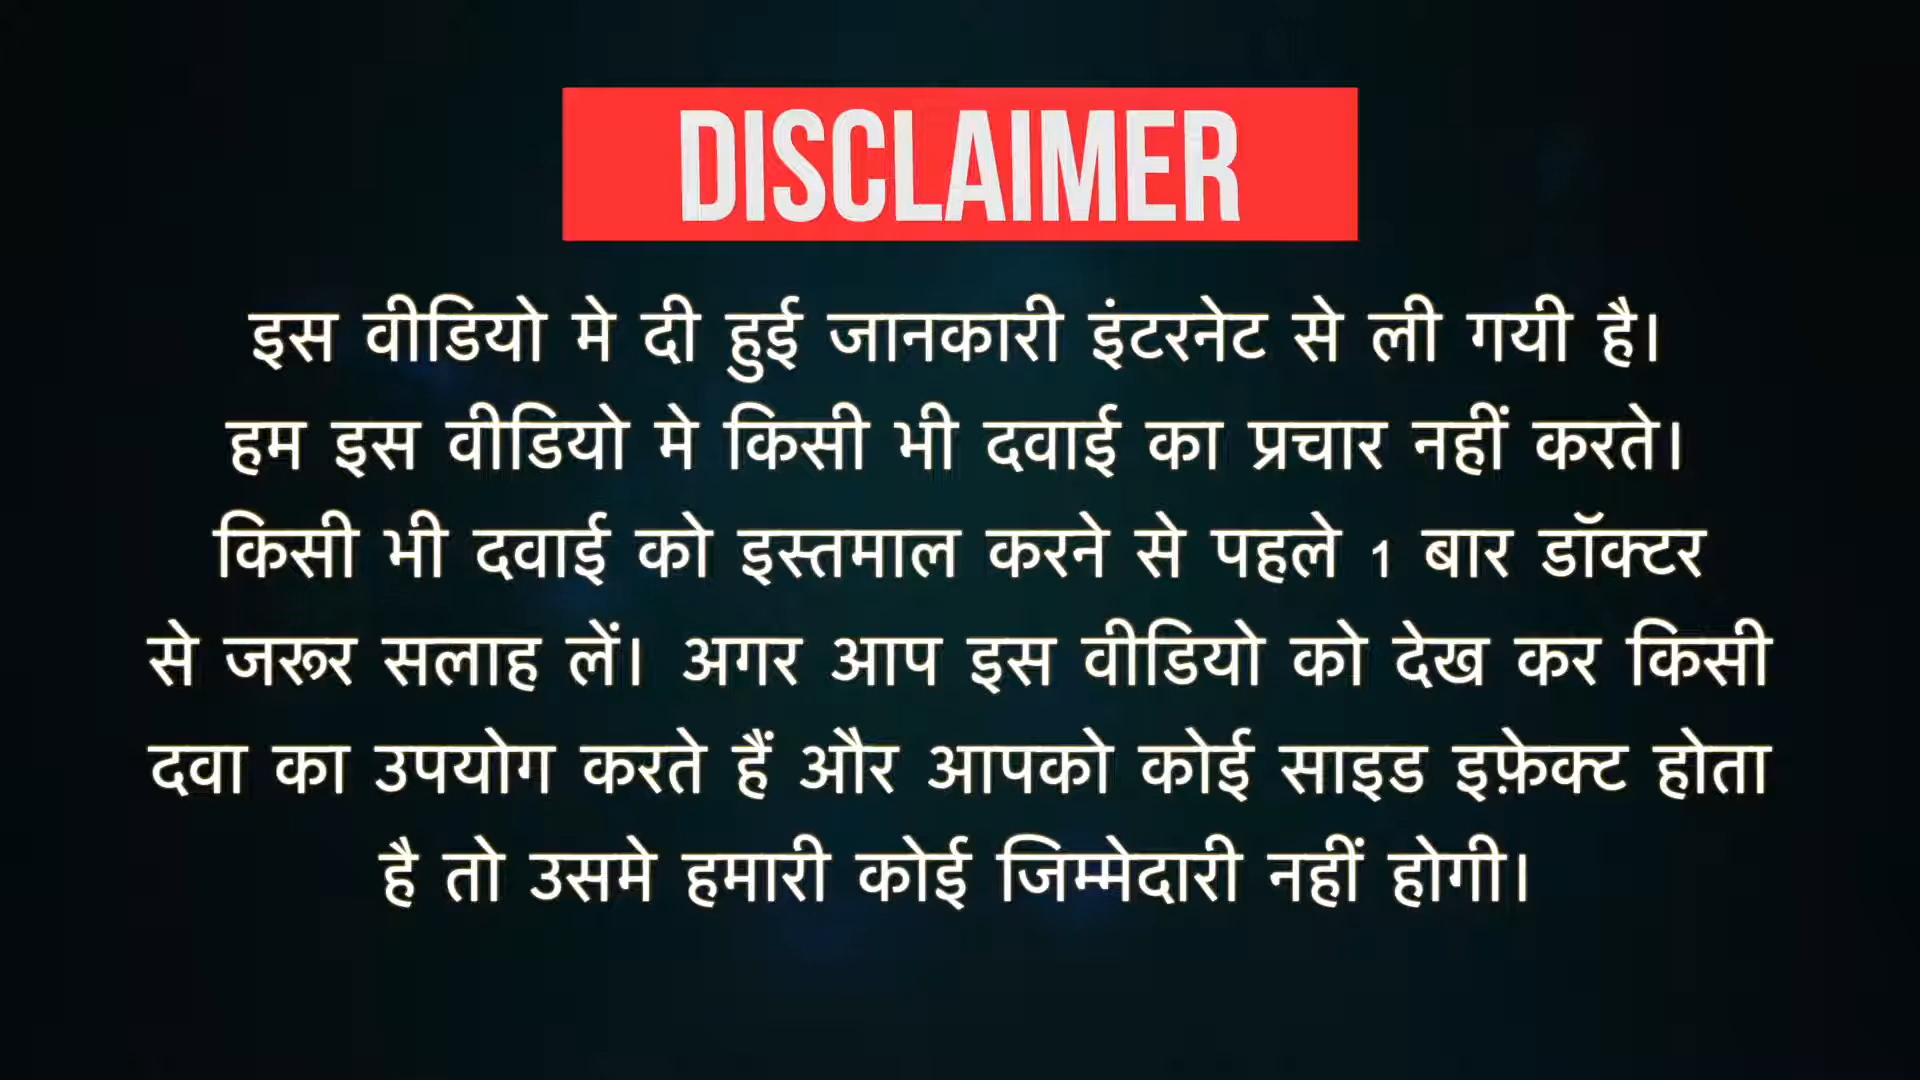 DISCLAIMER
इस वीडियो मे दी हुई जानकारी इंटरनेट से ली गयी है।
हम इस वीडियो मे किसी भी दवाई का प्रचार नहीं करते।
किसी भी दवाई को इस्तमाल करने से पहले 1 बार डॉक्टर
से जरूर सलाह लें। अगर आप इस वीडियो को देख कर किसी
दवा का उपयोग करते हैं और आपको कोई साइड इफ़ेक्ट होता
है तो उसमे हमारी कोई जिम्मेदारी नहीं होगी।